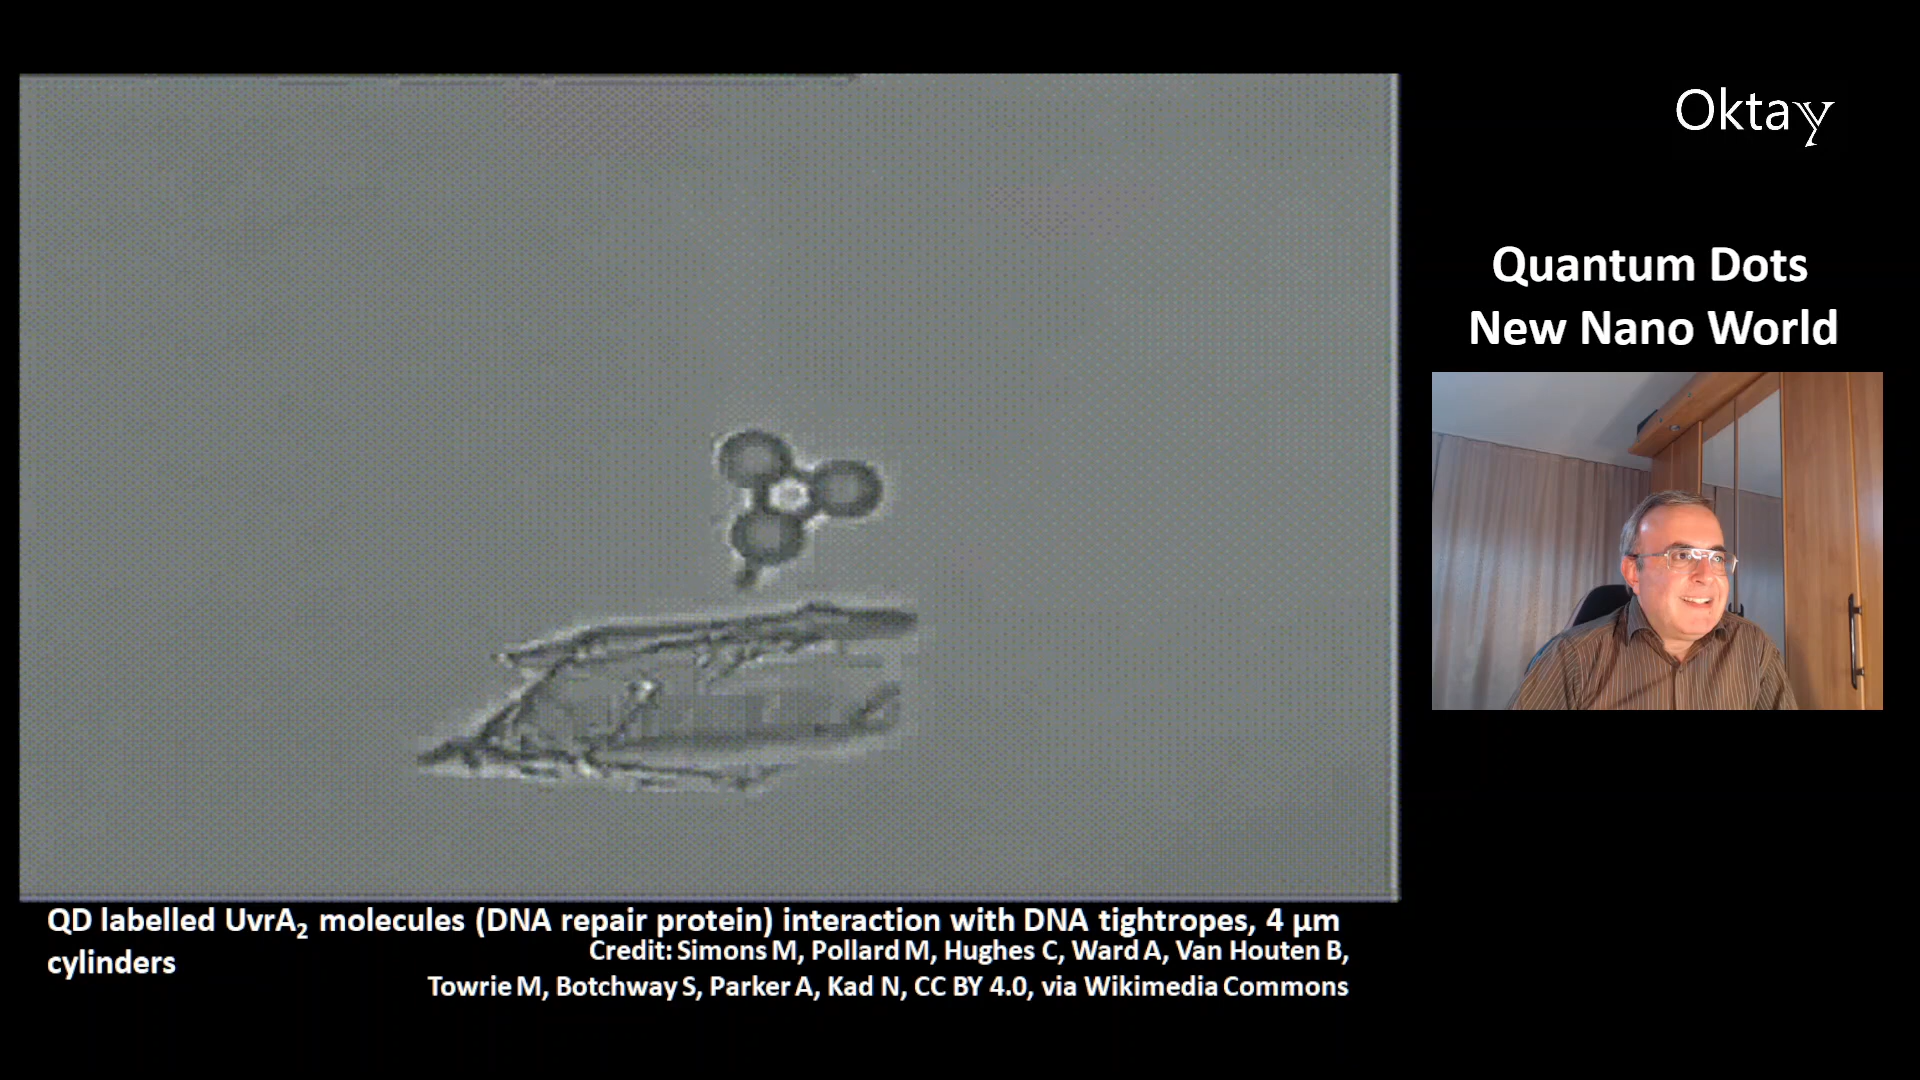 Oktay
Quantum Dots
New Nano World
QD labelled UvrA₂ molecules (DNA repair protein) interaction with DNA tightropes, 4 µm
cylinders
Credit: Simons M, Pollard M, Hughes C, Ward A, Van Houten B,
Towrie M, Botchway S, Parker A, Kad N, CC BY 4.0, via Wikimedia Commons